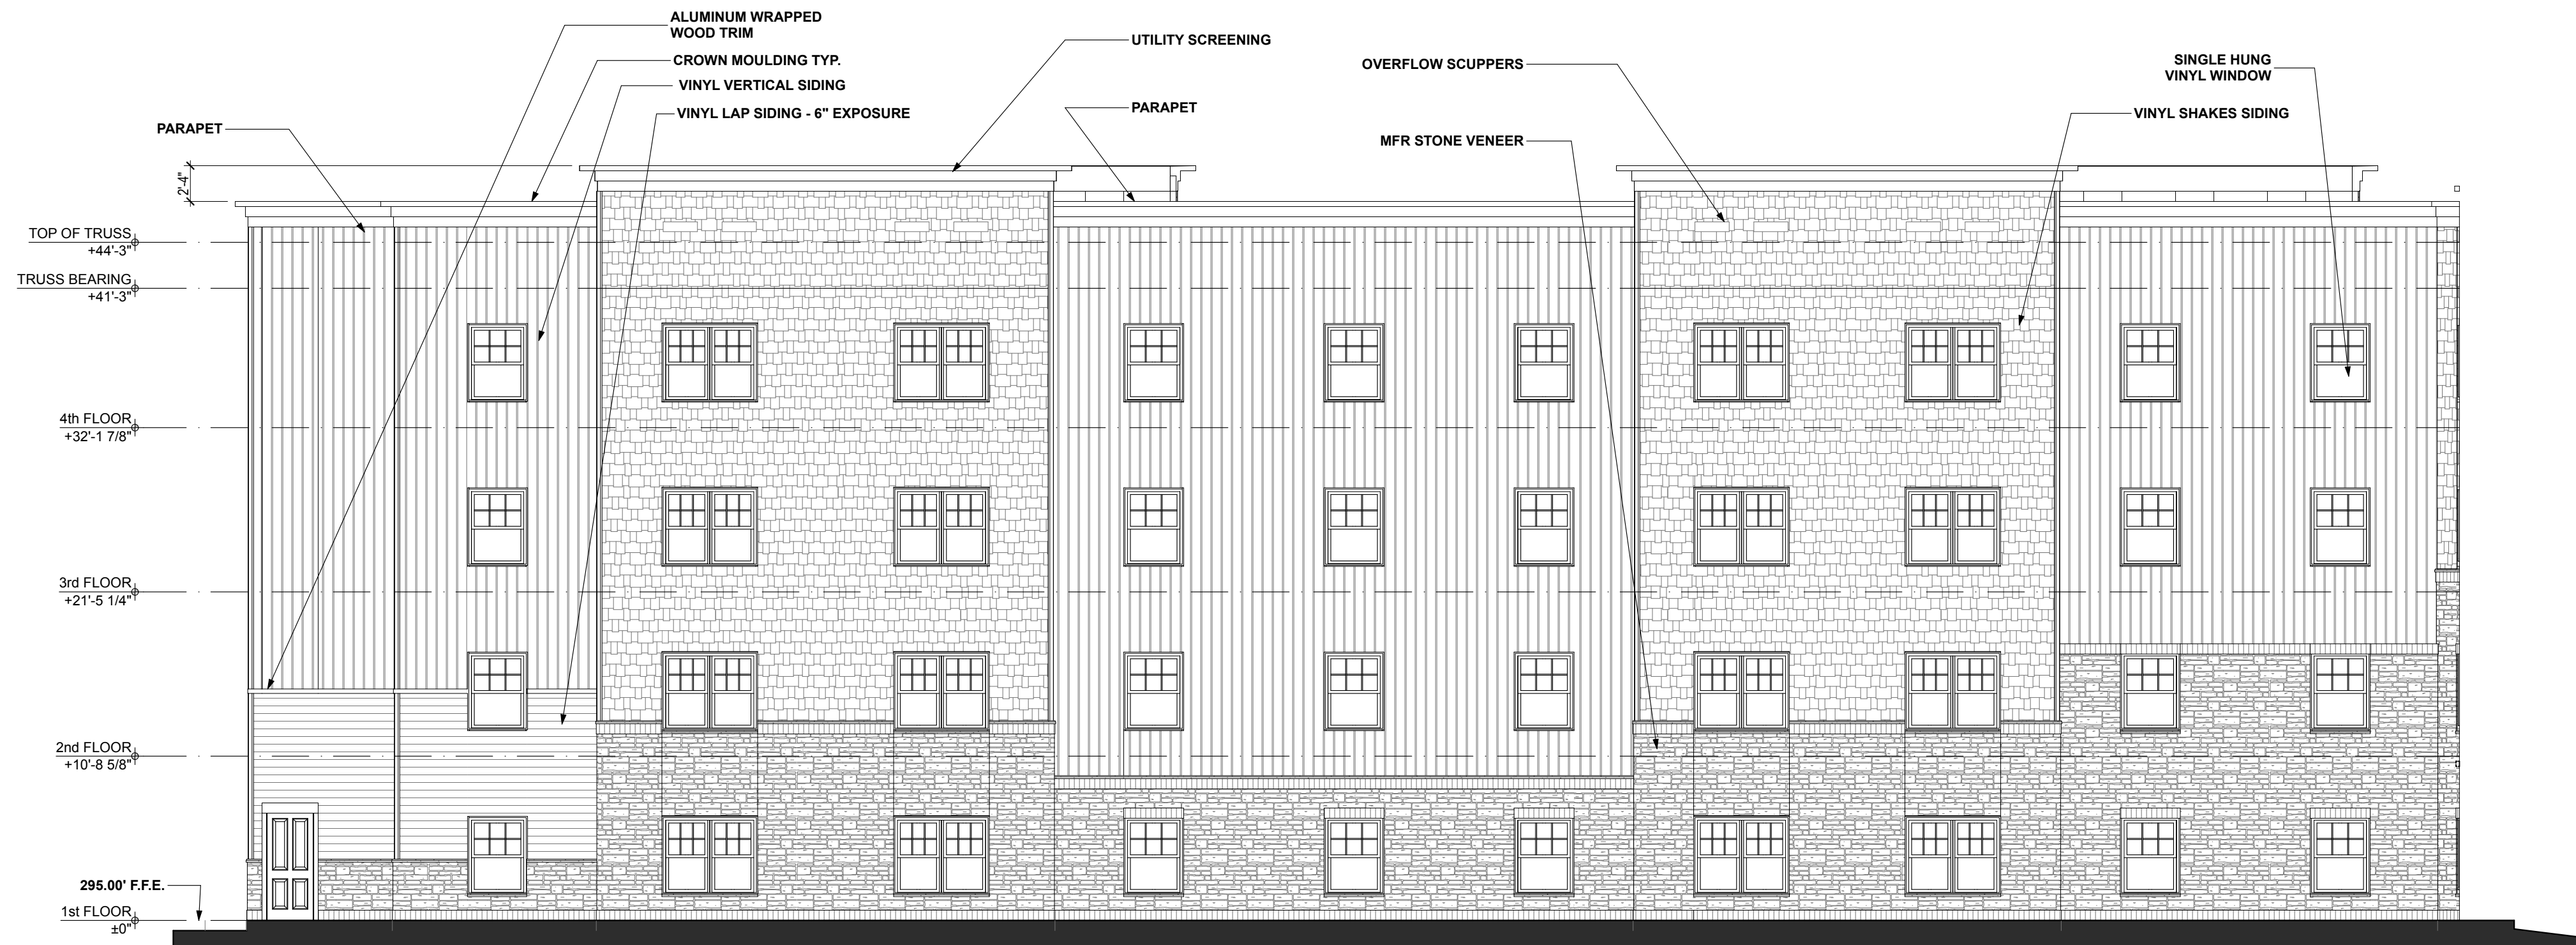 ALUMINUM WRAPPED
WOOD TRIM
CROWN MOULDING TYP.
VINYL VERTICAL SIDING
VINYL LAP SIDING - 6" EXPOSURE
UTILITY SCREENING
PARAPET
OVERFLOW SCUPPERS
MFR STONE VENEER
SINGLE HUNG
VINYL WINDOW
VINYL SHAKES SIDING
PARAPET
2'-4"
TOP OF TRUSS
+44'-3"
TRUSS BEARING
+41'-3"
4th FLOOR
+32'-1 7/8"
3rd FLOOR
+21'-5 1/4"
2nd FLOOR
+10'-8 5/8"
295.00' F.F.E.
1st FLOOR
±0"